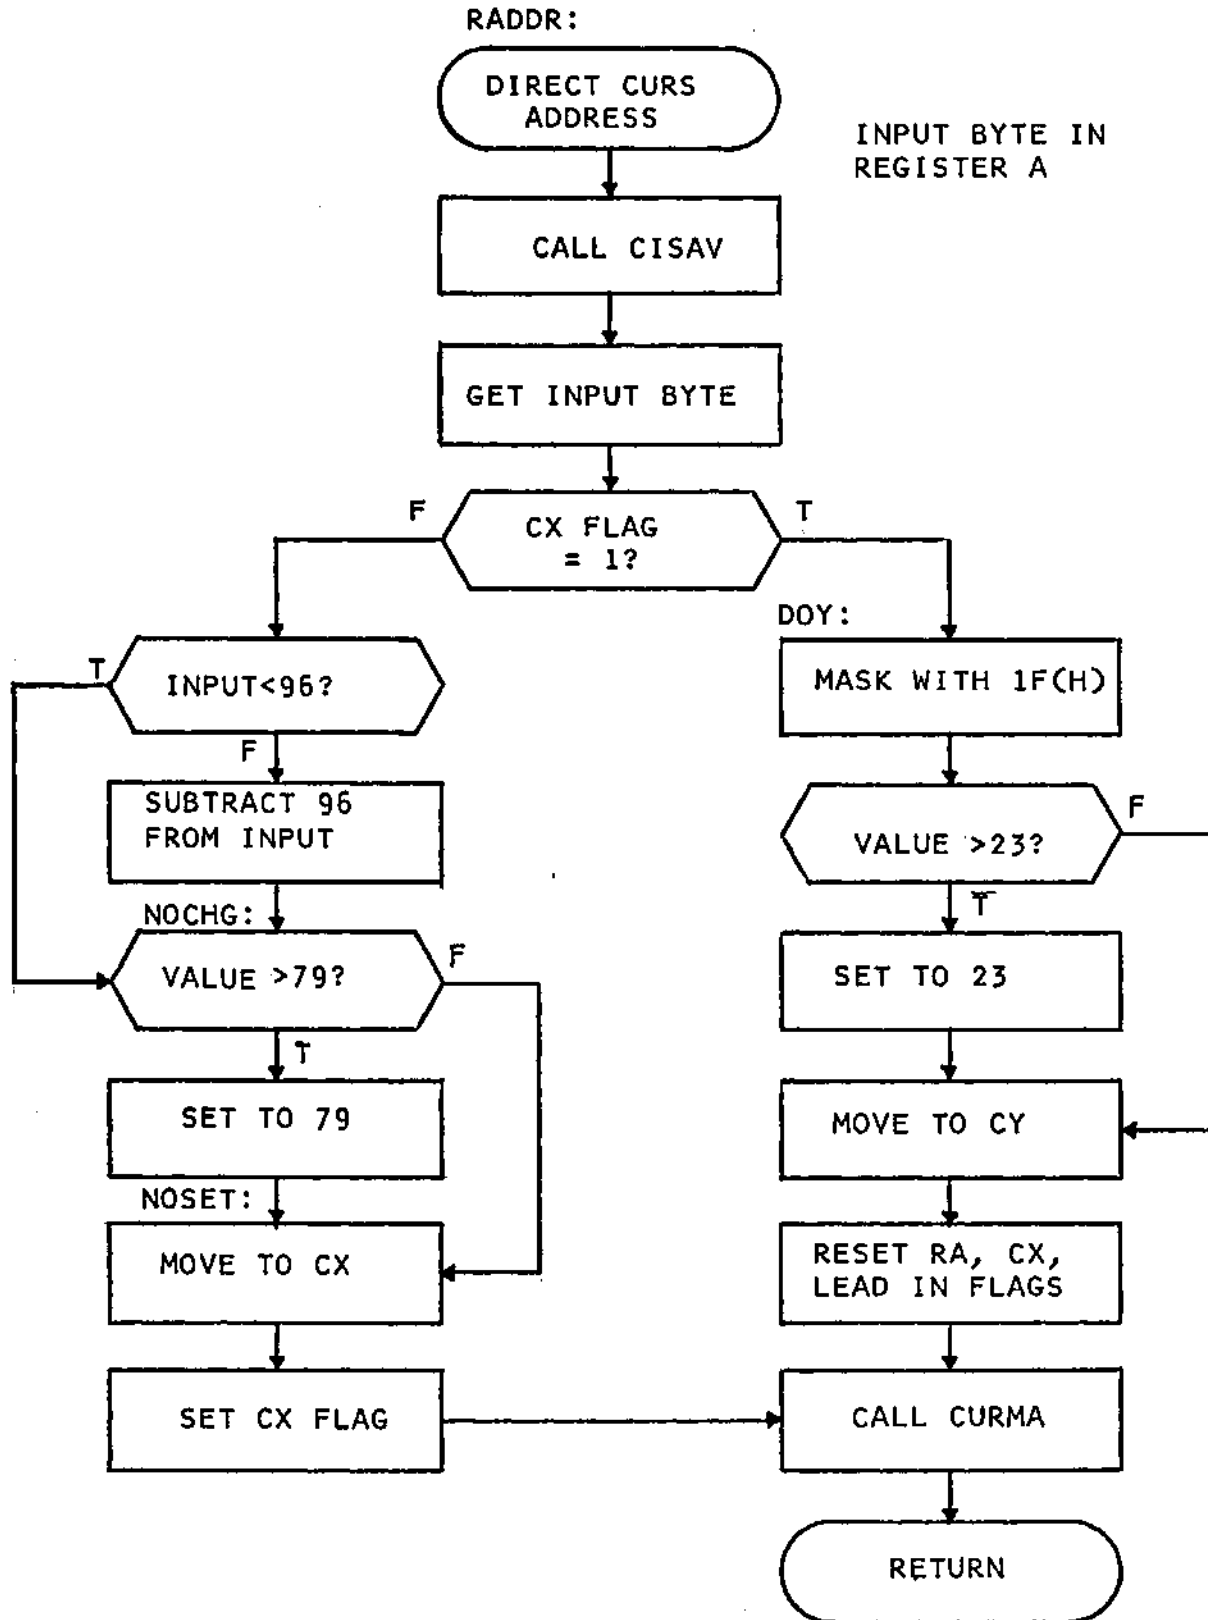 RADDR:
DIRECT CURS
ADDRESS
INPUT BYTE IN
REGISTER A
CALL CISAV
GET INPUT BYTE
F
CX FLAG
= 1?
T
DOY:
T
INPUT<96?
F
MASK WITH 1F(H)
SUBTRACT 96
FROM INPUT
VALUE >23?
F
T
NOCHG:
VALUE >79?
F
T
SET TO 23
SET TO 79
MOVE TO CY
NOSET:
MOVE TO CX
RESET RA, CX,
LEAD IN FLAGS
SET CX FLAG
CALL CURMA
RETURN